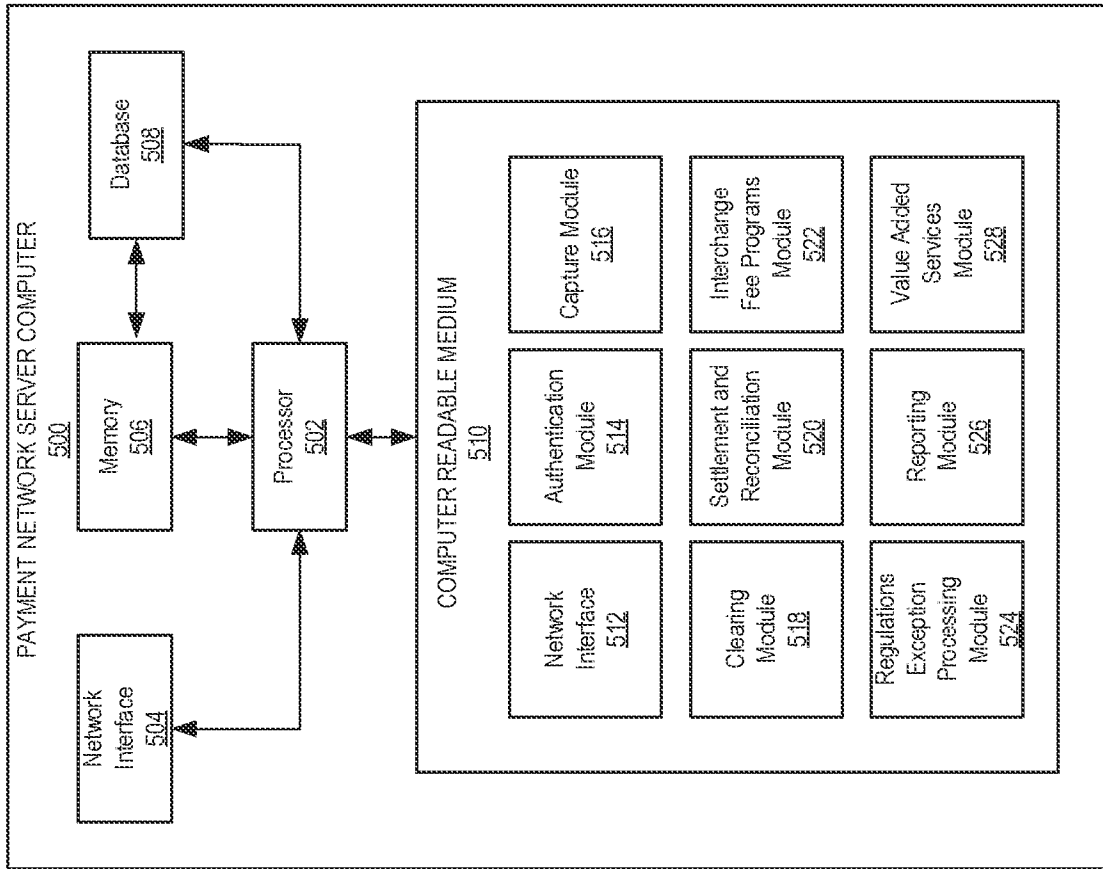 PAYMENT NETWORK SERVER COMPUTER
500
Network
Interface
504
Memory
506
Database
508
Processor
502
COMPUTER READABLE MEDIUM
510
Network
Interface
512
Authentication
Module
514
Capture Module
516
Clearing
Module
518
Settlement and
Reconciliation
Module
520
Interchange
Fee Programs
Module
522
Regulations
Exception
Processing
Module
524
Reporting
Module
526
Value Added
Services
Module
528